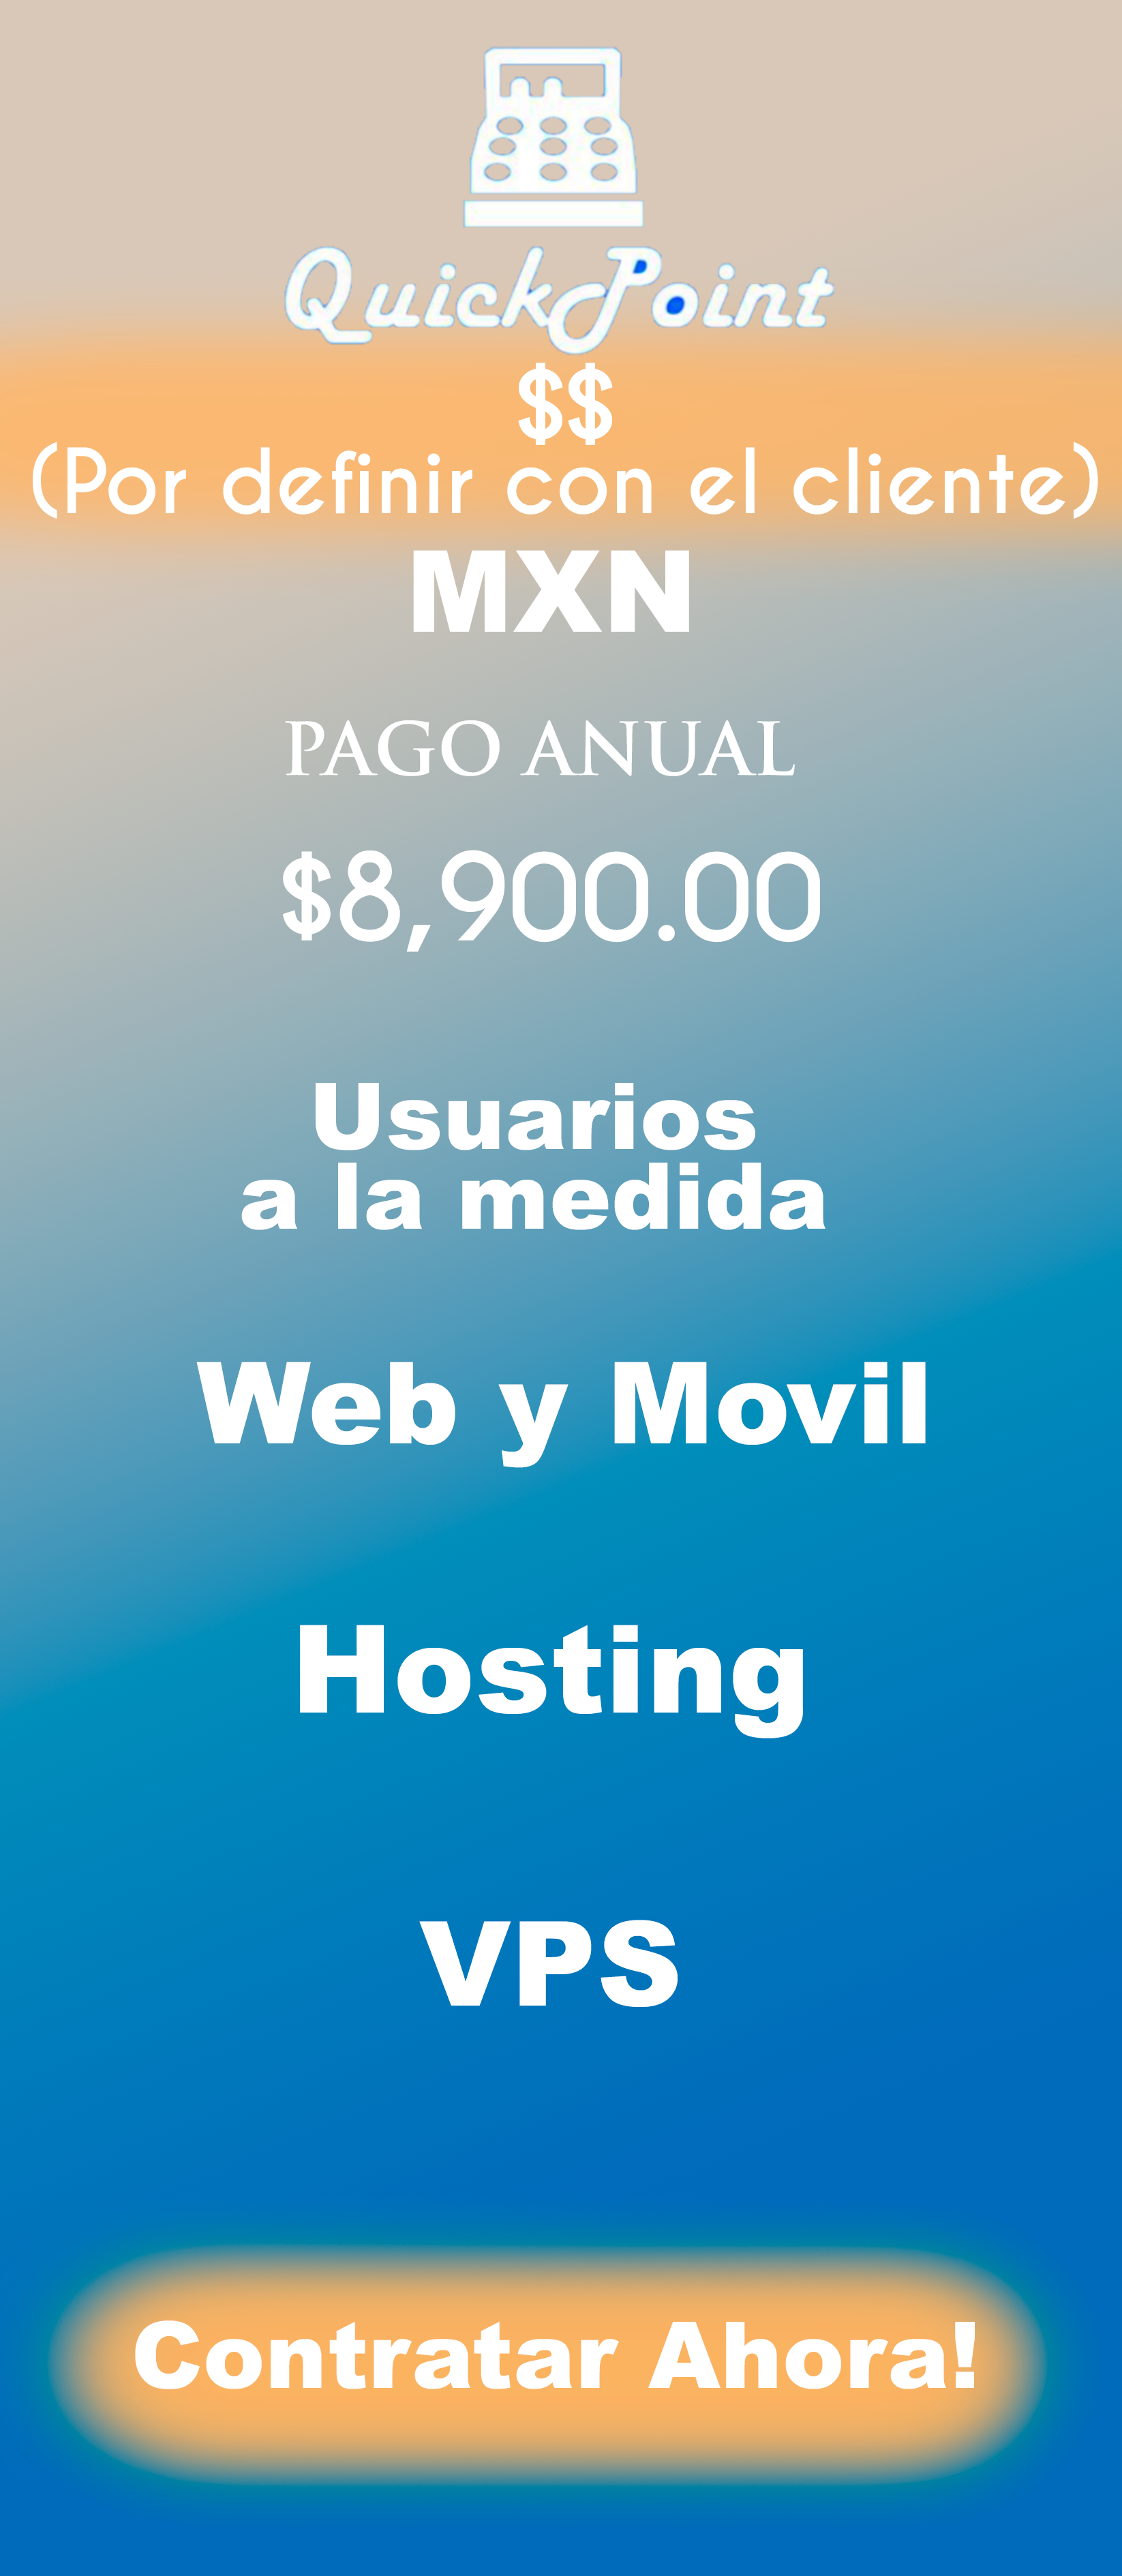 QuickPoint
$$
(Por definir con el cliente)
MXN
PAGO ANUAL
$8,900.00
Usuarios
a la medida
Web y Movil
Hosting
VPS
Contratar Ahora!